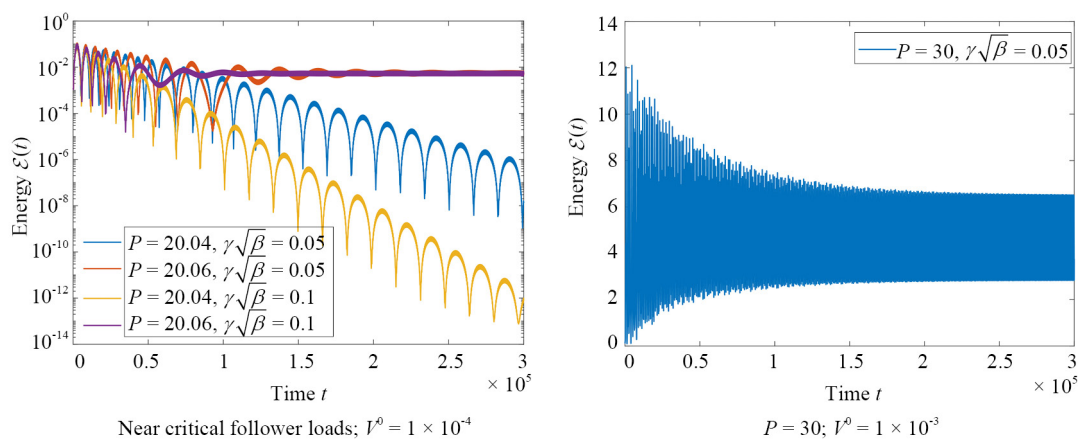 10^0
10^-2
10^-4
10^-6
10^-8
10^-10
10^-12
10^-14
Energy ℰ(t)
P = 20.04, γ√β = 0.05
P = 20.06, γ√β = 0.05
P = 20.04, γ√β = 0.1
P = 20.06, γ√β = 0.1
0 0.5 1 1.5 2 2.5 3
× 10^5
Time t
Near critical follower loads; V^0 = 1 × 10^-4
14
12
10
8
6
4
2
0
Energy ℰ(t)
P = 30, γ√β = 0.05
0 0.5 1 1.5 2 2.5 3
× 10^5
Time t
P = 30; V^0 = 1 × 10^-3